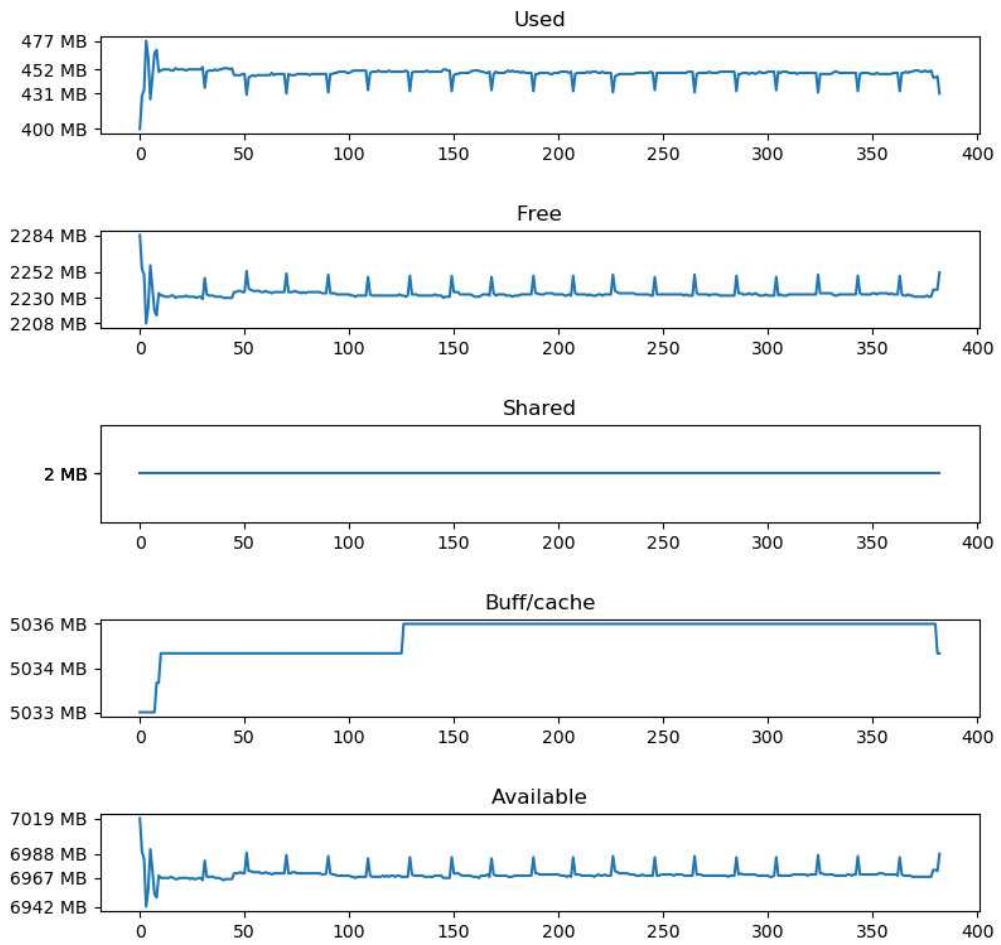 Used
477 MB
452 MB
431 MB
400 MB
0 50 100 150 200 250 300 350 400
Free
2284 MB
2252 MB
2230 MB
2208 MB
0 50 100 150 200 250 300 350 400
Shared
2 MB
0 50 100 150 200 250 300 350 400
Buff/cache
5036 MB
5034 MB
5033 MB
0 50 100 150 200 250 300 350 400
Available
7019 MB
6988 MB
6967 MB
6942 MB
0 50 100 150 200 250 300 350 400